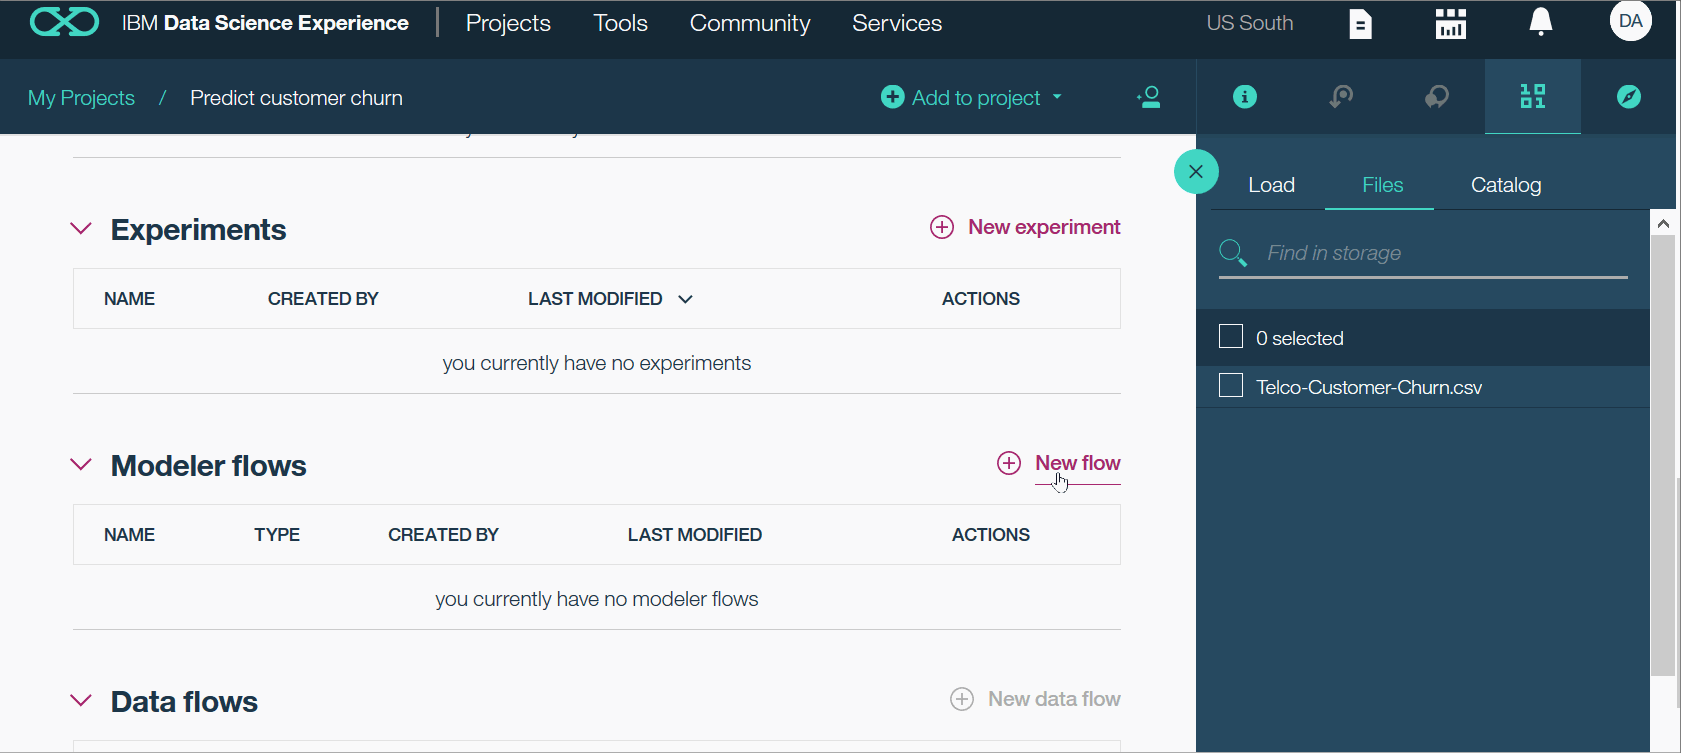 IBM Data Science Experience Projects Tools Community Services US South DA
My Projects / Predict customer churn Add to project
Load Files Catalog
Find in storage
0 selected
Telco-Customer-Churn.csv
Experiments New experiment
NAME CREATED BY LAST MODIFIED ACTIONS
you currently have no experiments
Modeler flows New flow
NAME TYPE CREATED BY LAST MODIFIED ACTIONS
you currently have no modeler flows
Data flows New data flow